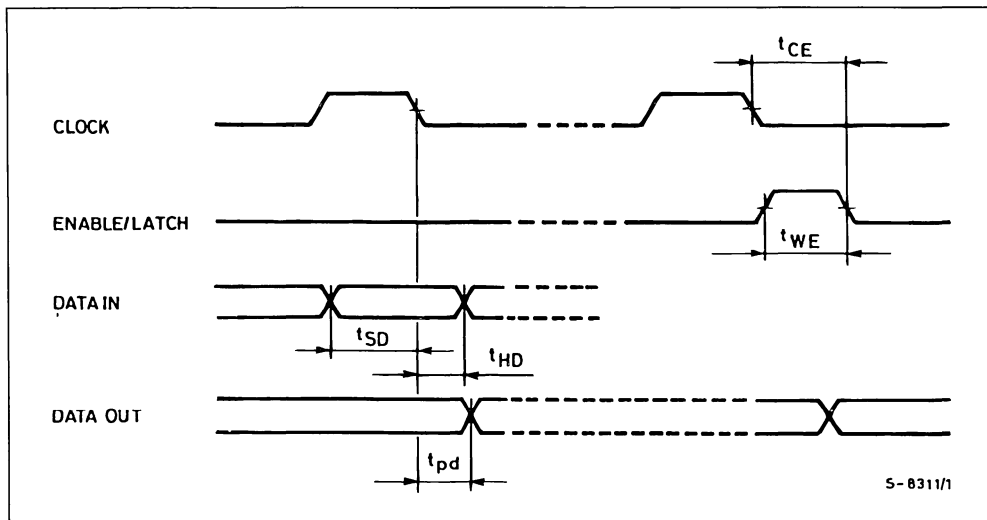 tCE
CLOCK
ENABLE/LATCH
tWE
DATA IN
tSD
tHD
DATA OUT
tpd
S-8311/1